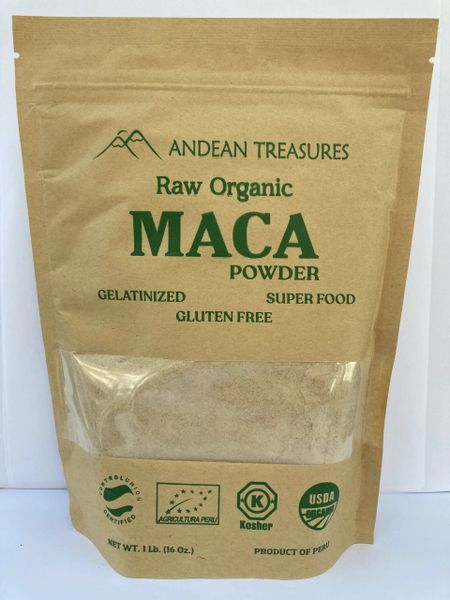 ANDEAN TREASURES
Raw Organic
MACA
POWDER
GELATINIZED SUPER FOOD
GLUTEN FREE
CONTROLUNION
CERTIFIED
AGRICULTURA PERU
K
Kosher
USDA
ORGANIC
NET WT. 1 Lb. (16 Oz.)
PRODUCT OF PERU